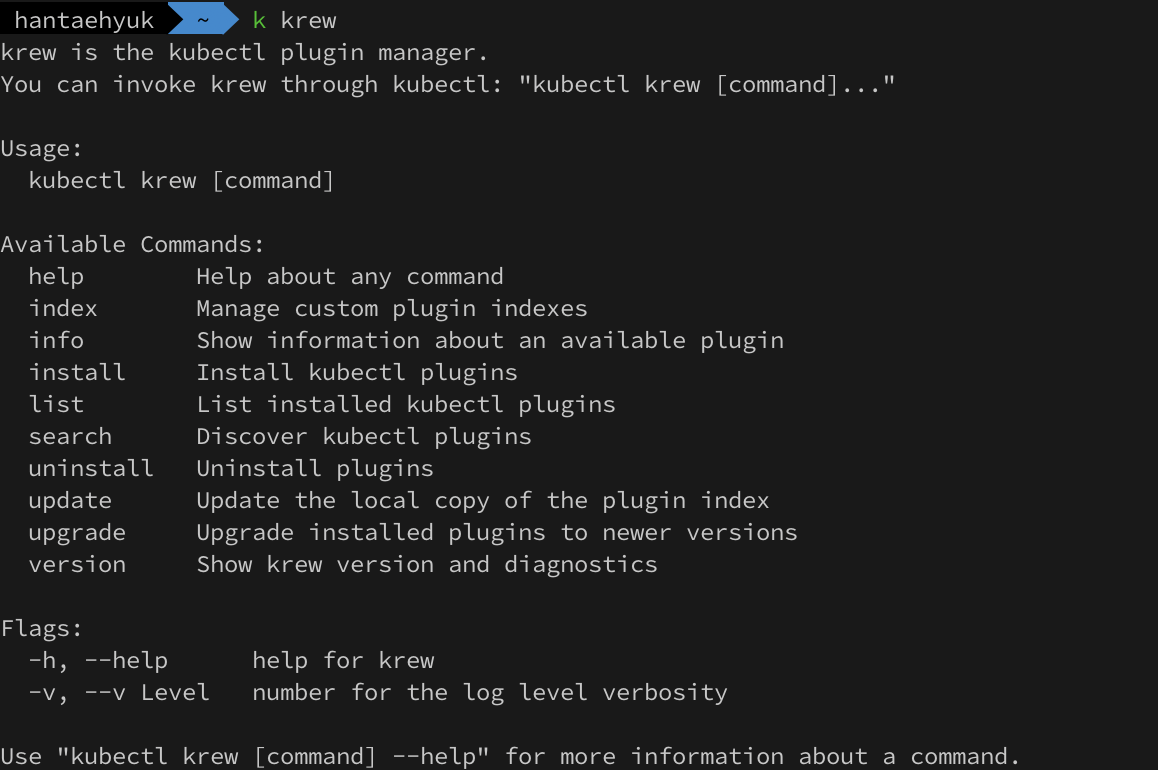 hantaehyuk ~ k krew
krew is the kubectl plugin manager.
You can invoke krew through kubectl: "kubectl krew [command]..."
Usage:
  kubectl krew [command]
Available Commands:
  help        Help about any command
  index       Manage custom plugin indexes
  info        Show information about an available plugin
  install     Install kubectl plugins
  list        List installed kubectl plugins
  search      Discover kubectl plugins
  uninstall   Uninstall plugins
  update      Update the local copy of the plugin index
  upgrade     Upgrade installed plugins to newer versions
  version     Show krew version and diagnostics
Flags:
  -h, --help      help for krew
  -v, --v Level   number for the log level verbosity
Use "kubectl krew [command] --help" for more information about a command.